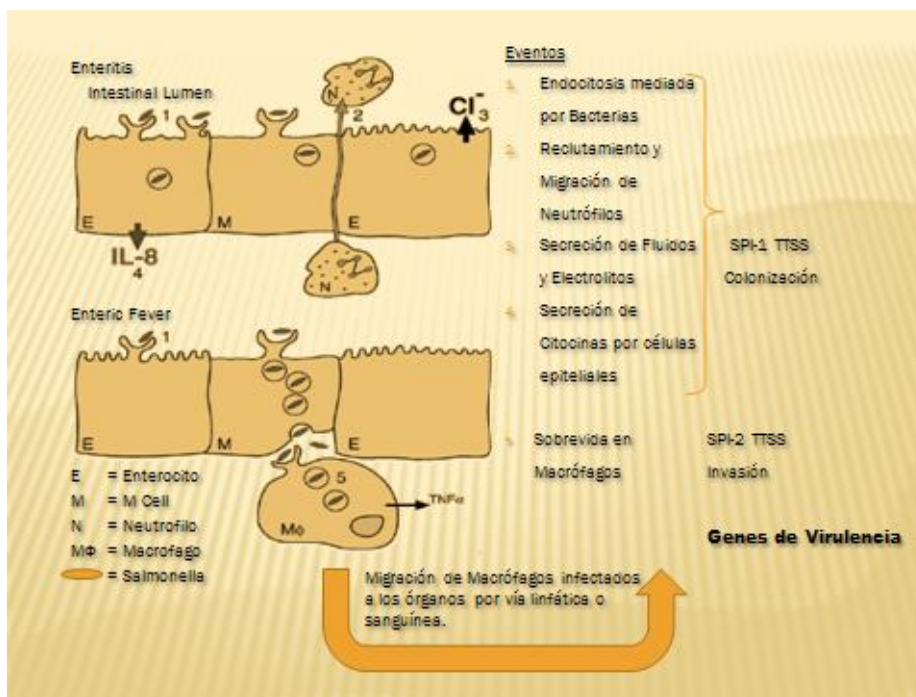 Enteritis
Intestinal Lumen
1
N
2
Cl⁻
3
E
M
E
IL-8
4
N
Enteric Fever
1
E
M
E
5
TNFα
MΦ
E = Enterocito
M = M Cell
N = Neutrofilo
MΦ = Macrofago
= Salmonella
Eventos
1. Endocitosis mediada
por Bacterias
2. Reclutamiento y
Migración de
Neutrófilos
3. Secreción de Fluidos
y Electrolitos
4. Secreción de
Citocinas por células
epiteliales
SPI-1 TTSS
Colonización
5. Sobrevida en
Macrófagos
SPI-2 TTSS
Invasión
Genes de Virulencia
Migración de Macrófagos infectados
a los órganos por vía linfática o
sanguínea.